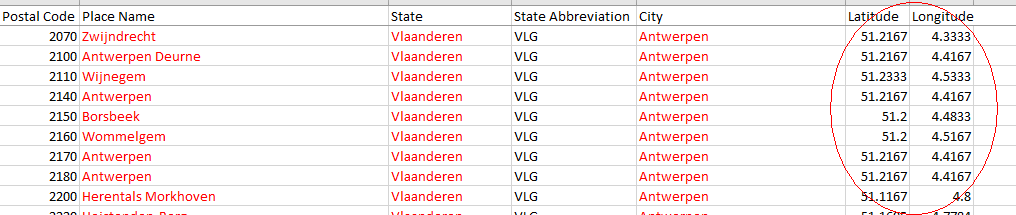 Postal Code Place Name State State Abbreviation City Latitude Longitude
2070 Zwijndrecht Vlaanderen VLG Antwerpen 51.2167 4.3333
2100 Antwerpen Deurne Vlaanderen VLG Antwerpen 51.2167 4.4167
2110 Wijnegem Vlaanderen VLG Antwerpen 51.2333 4.5333
2140 Antwerpen Vlaanderen VLG Antwerpen 51.2167 4.4167
2150 Borsbeek Vlaanderen VLG Antwerpen 51.2 4.4833
2160 Wommelgem Vlaanderen VLG Antwerpen 51.2 4.5167
2170 Antwerpen Vlaanderen VLG Antwerpen 51.2167 4.4167
2180 Antwerpen Vlaanderen VLG Antwerpen 51.2167 4.4167
2200 Herentals Morkhoven Vlaanderen VLG Antwerpen 51.1167 4.8
Vlaanderen VLG Antwerpen